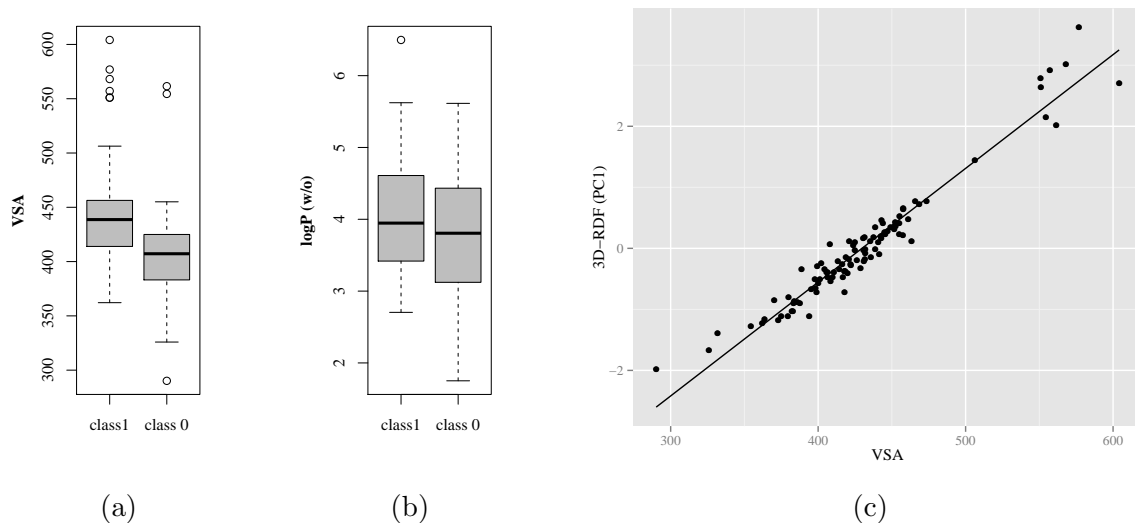 VSA
600
550
500
450
400
350
300
class1 class 0
(a)
logP (w/o)
6
5
4
3
2
class1 class 0
(b)
3D−RDF (PC1)
2
0
−2
300 400 500 600
VSA
(c)